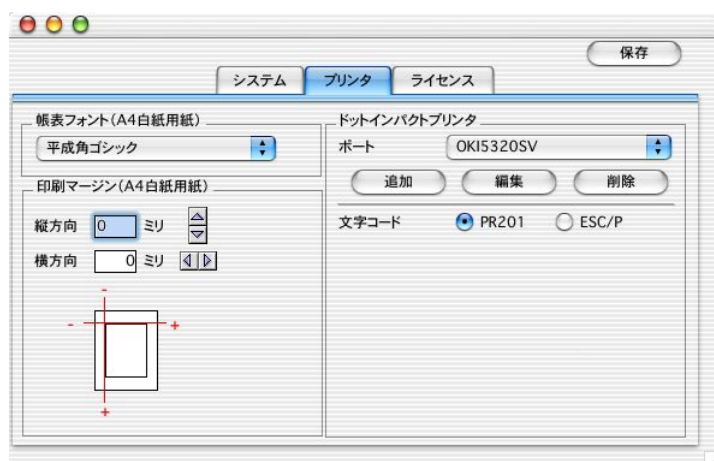 保存
システム プリンタ ライセンス
帳表フォント(A4白紙用紙)
平成角ゴシック
印刷マージン(A4白紙用紙)
縦方向 0 ミリ
横方向 0 ミリ
-
- +
+
ドットインパクトプリンタ
ポート OKI5320SV
追加 編集 削除
文字コード PR201 ESC/P